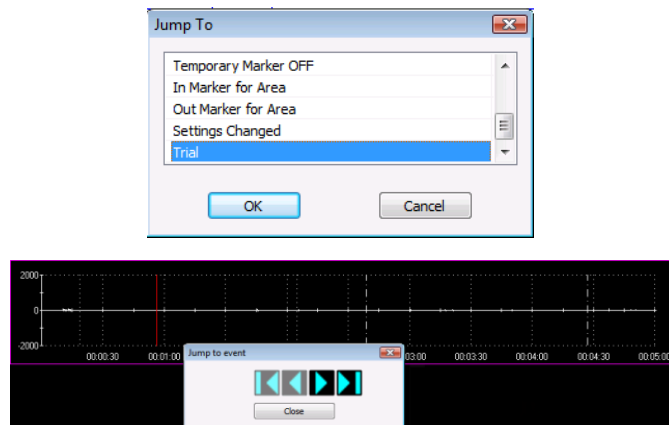 Jump To
Temporary Marker OFF
In Marker for Area
Out Marker for Area
Settings Changed
Trial
OK Cancel
2000
0
-2000
00:00:30 00:01:00 03:00 00:03:30 00:04:00 00:04:30 00:05:00
Jump to event
Close